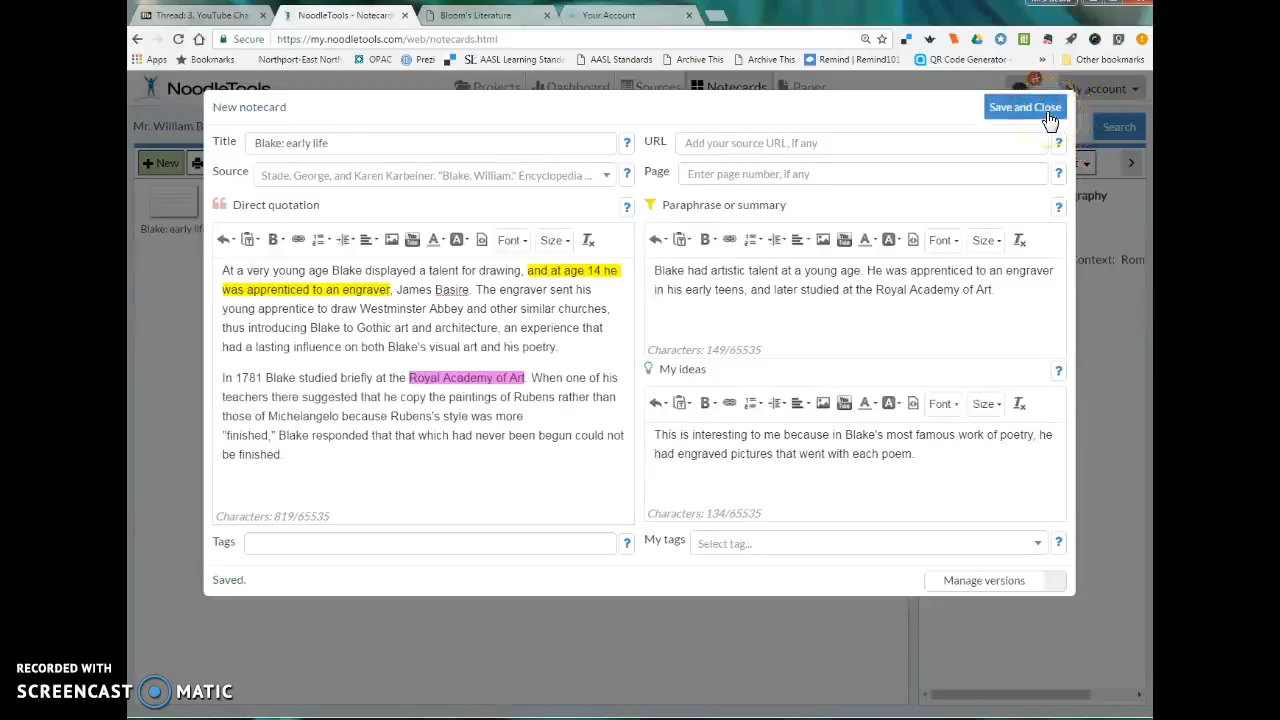 Thread: 3. YouTube Cha
NoodleTools - Notecards
Bloom's Literature
Your Account
Secure
https://my.noodletools.com/web/notecards.html
Apps
Bookmarks
Northport-East North
OPAC
Prezi
AASL Learning Stand
AASL Standards
Archive This
Archive This
Remind | Remind101
QR Code Generator -
Other bookmarks
NoodleTools
Projects
Dashboard
Sources
Notecards
Paper
My account
Mr. William B
Search
New
New notecard
Save and Close
Title
Blake: early life
URL
Add your source URL, if any
Source
Stade, George, and Karen Karbeiner. "Blake, William." Encyclopedia ...
Page
Enter page number, if any
Blake: early life
Direct quotation
Paraphrase or summary
Font
Size
Font
Size
At a very young age Blake displayed a talent for drawing, and at age 14 he
was apprenticed to an engraver, James Basire. The engraver sent his
young apprentice to draw Westminster Abbey and other similar churches,
thus introducing Blake to Gothic art and architecture, an experience that
had a lasting influence on both Blake's visual art and his poetry.
In 1781 Blake studied briefly at the Royal Academy of Art. When one of his
teachers there suggested that he copy the paintings of Rubens rather than
those of Michelangelo because Rubens's style was more
"finished," Blake responded that that which had never been begun could not
be finished.
Characters: 819/65535
Blake had artistic talent at a young age. He was apprenticed to an engraver
in his early teens, and later studied at the Royal Academy of Art.
Characters: 149/65535
My ideas
Font
Size
This is interesting to me because in Blake's most famous work of poetry, he
had engraved pictures that went with each poem.
Characters: 134/65535
Context: Rom
Tags
My tags
Select tag...
Saved.
Manage versions
RECORDED WITH
SCREENCAST MATIC